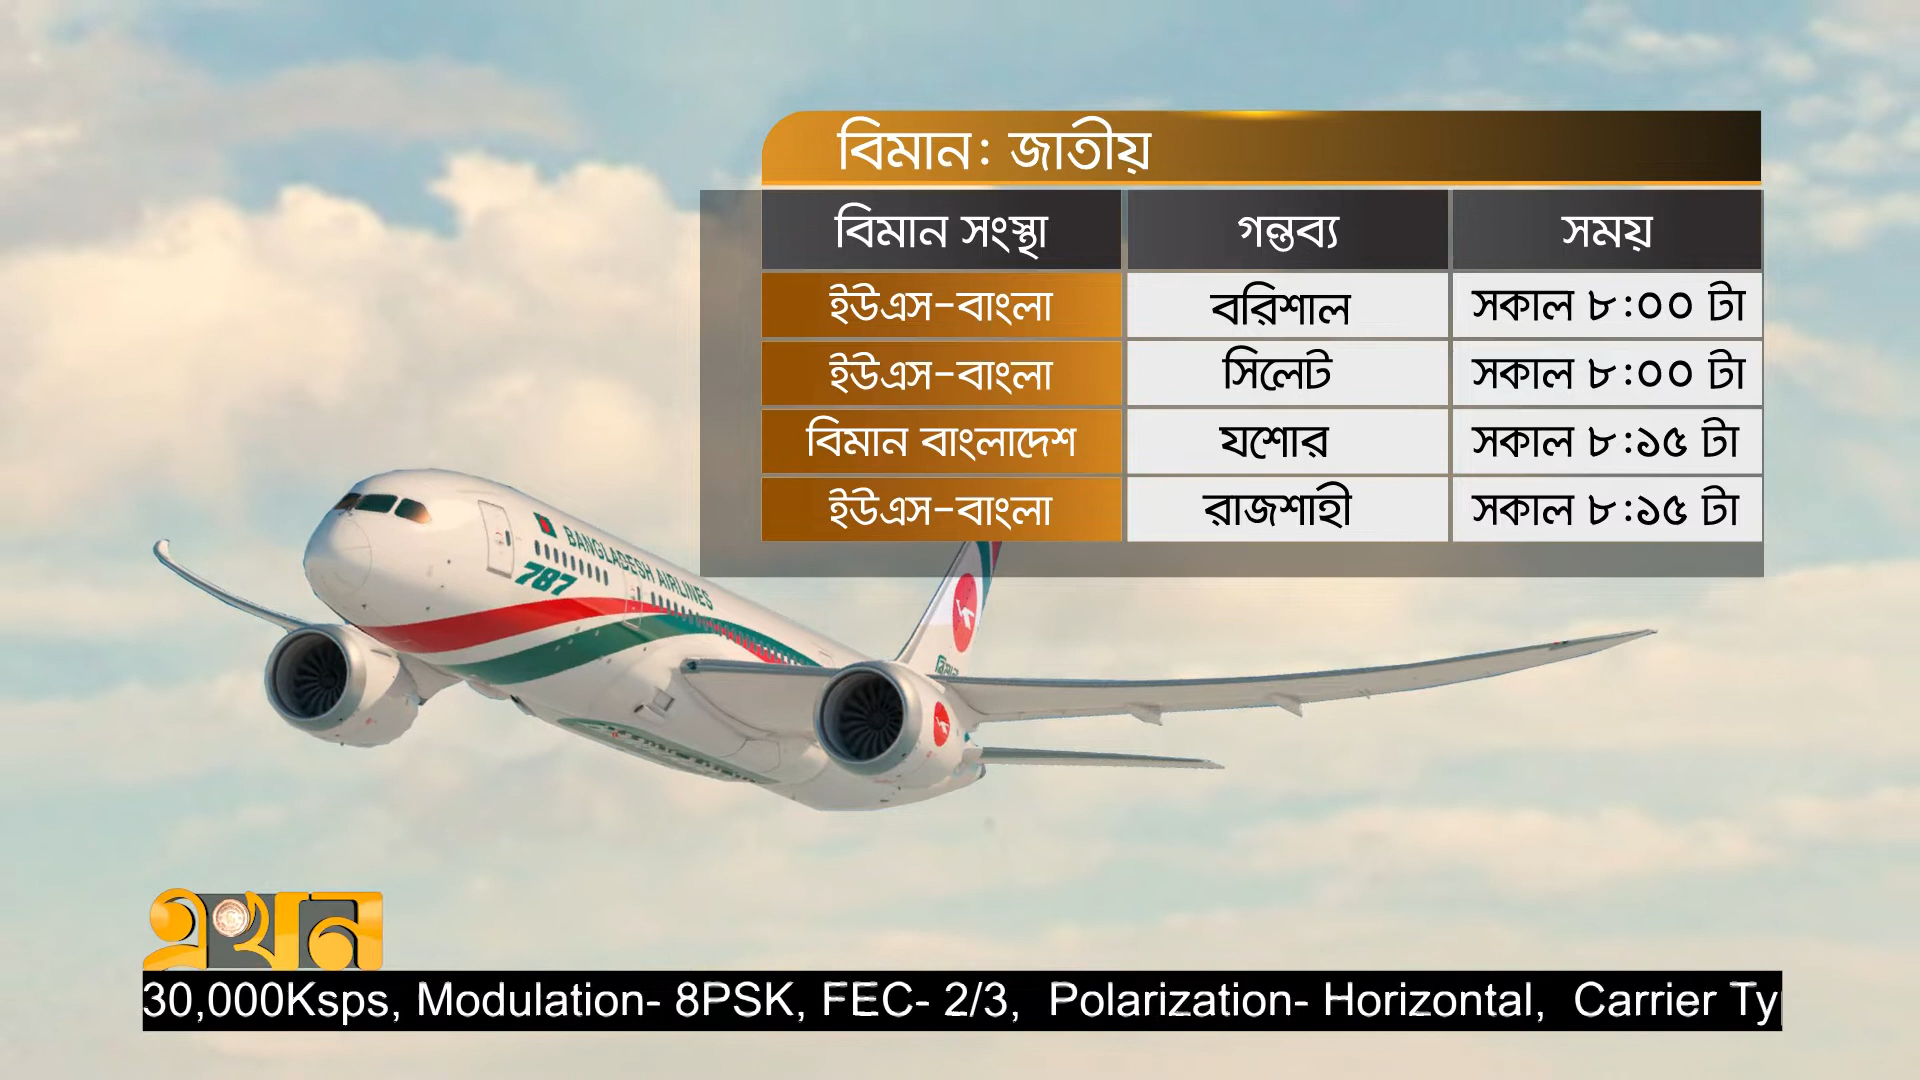 বিমান: জাতীয়
বিমান সংস্থা গন্তব্য সময়
ইউএস-বাংলা বরিশাল সকাল ৮:০০ টা
ইউএস-বাংলা সিলেট সকাল ৮:০০ টা
বিমান বাংলাদেশ যশোর সকাল ৮:১৫ টা
ইউএস-বাংলা রাজশাহী সকাল ৮:১৫ টা
BANGLADESH AIRLINES
787
এখন
30,000Ksps, Modulation- 8PSK, FEC- 2/3, Polarization- Horizontal, Carrier Ty